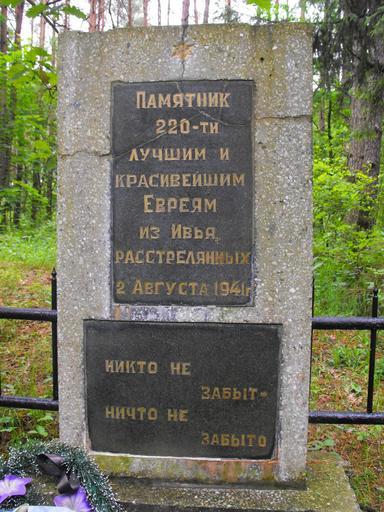 Памятник
220-ти
лучшим и
красивейшим
Евреям
из Ивья,
расстрелянных
2 Августа 1941г
никто не
забыт-
ничто не
забыто